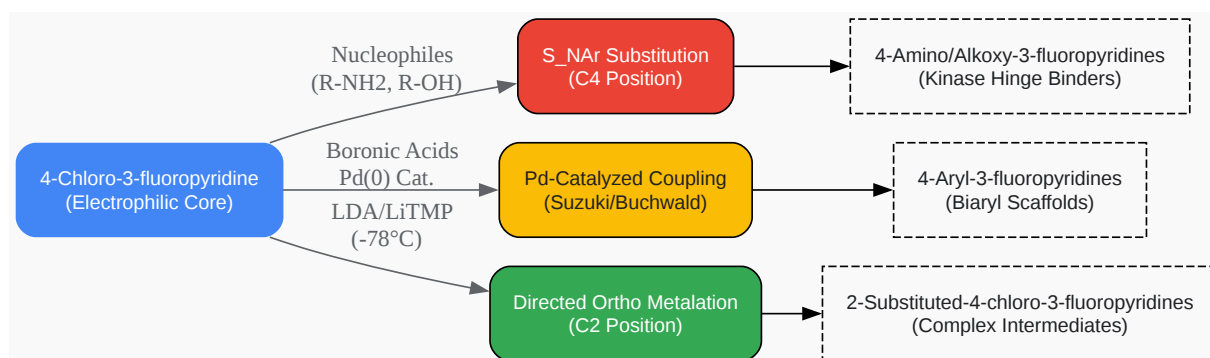 Nucleophiles
(R-NH2, R-OH)
S_NAr Substitution
(C4 Position)
4-Amino/Alkoxy-3-fluoropyridines
(Kinase Hinge Binders)
4-Chloro-3-fluoropyridine
(Electrophilic Core)
Boronic Acids
Pd(0) Cat.
Pd-Catalyzed Coupling
(Suzuki/Buchwald)
4-Aryl-3-fluoropyridines
(Biaryl Scaffolds)
LDA/LiTMP
(-78°C)
Directed Ortho Metalation
(C2 Position)
2-Substituted-4-chloro-3-fluoropyridines
(Complex Intermediates)